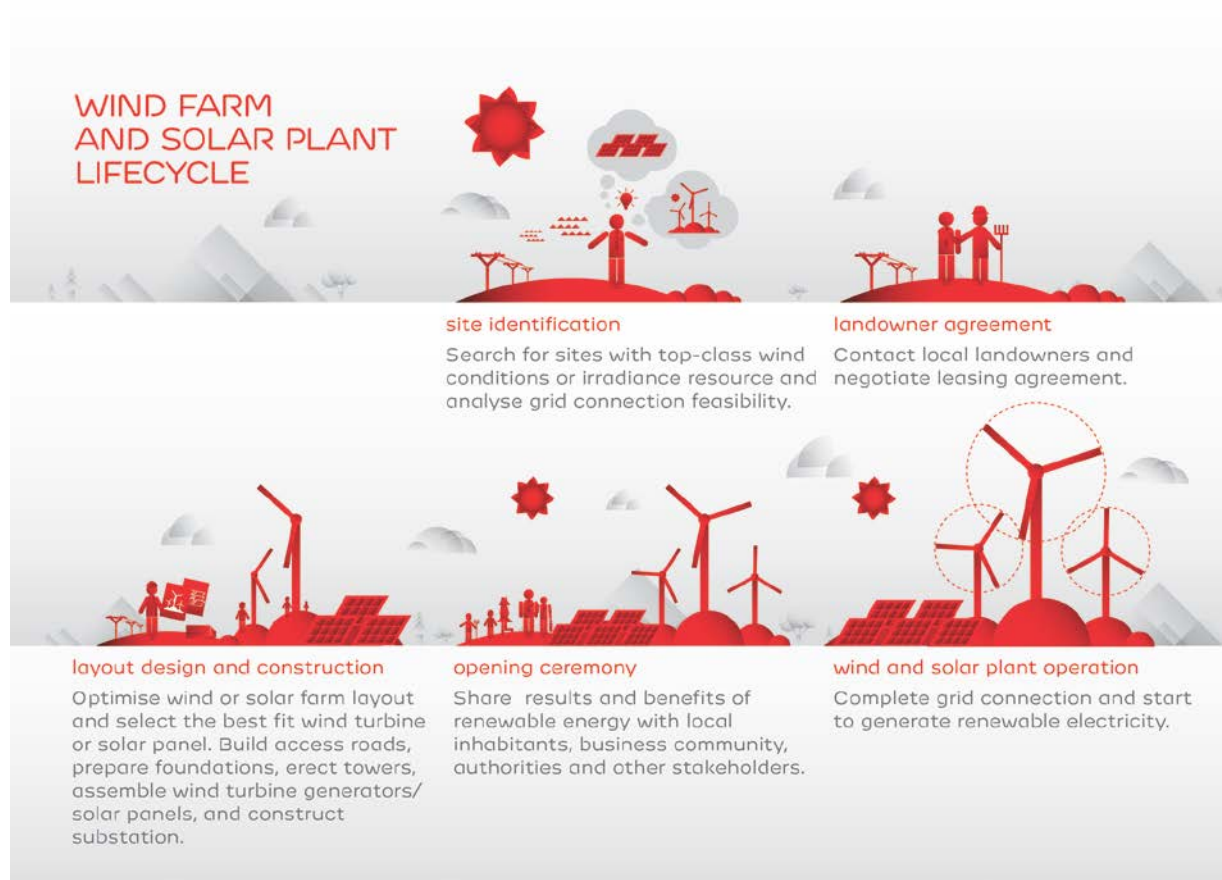 WIND FARM
AND SOLAR PLANT
LIFECYCLE
site identification
Search for sites with top-class wind
conditions or irradiance resource and
analyse grid connection feasibility.
landowner agreement
Contact local landowners and
negotiate leasing agreement.
layout design and construction
Optimise wind or solar farm layout
and select the best fit wind turbine
or solar panel. Build access roads,
prepare foundations, erect towers,
assemble wind turbine generators/
solar panels, and construct
substation.
opening ceremony
Share results and benefits of
renewable energy with local
inhabitants, business community,
authorities and other stakeholders.
wind and solar plant operation
Complete grid connection and start
to generate renewable electricity.